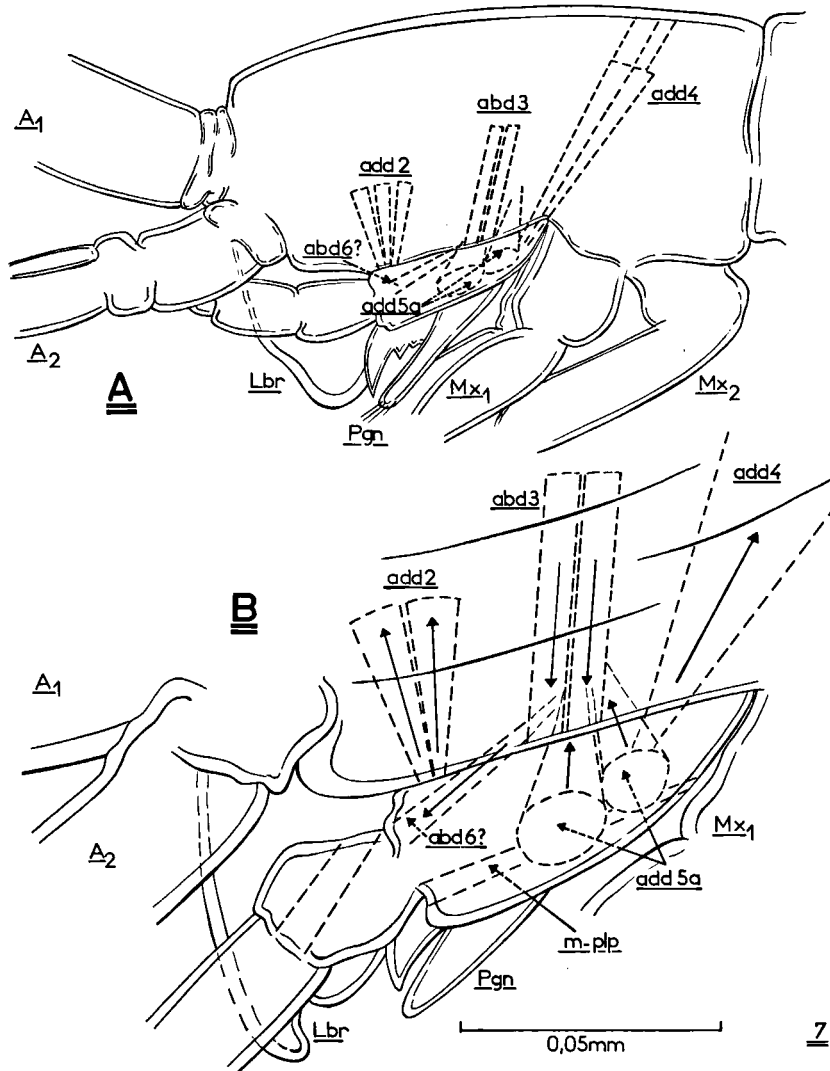 A1
add4
abd3
add2
abd6?
add5a
A2
A
Lbr
Mx1
Mx2
Pgn
add4
abd3
add2
B
A1
A2
abd6?
Mx1
add5a
m-plp
Pgn
Lbr
0,05mm
7